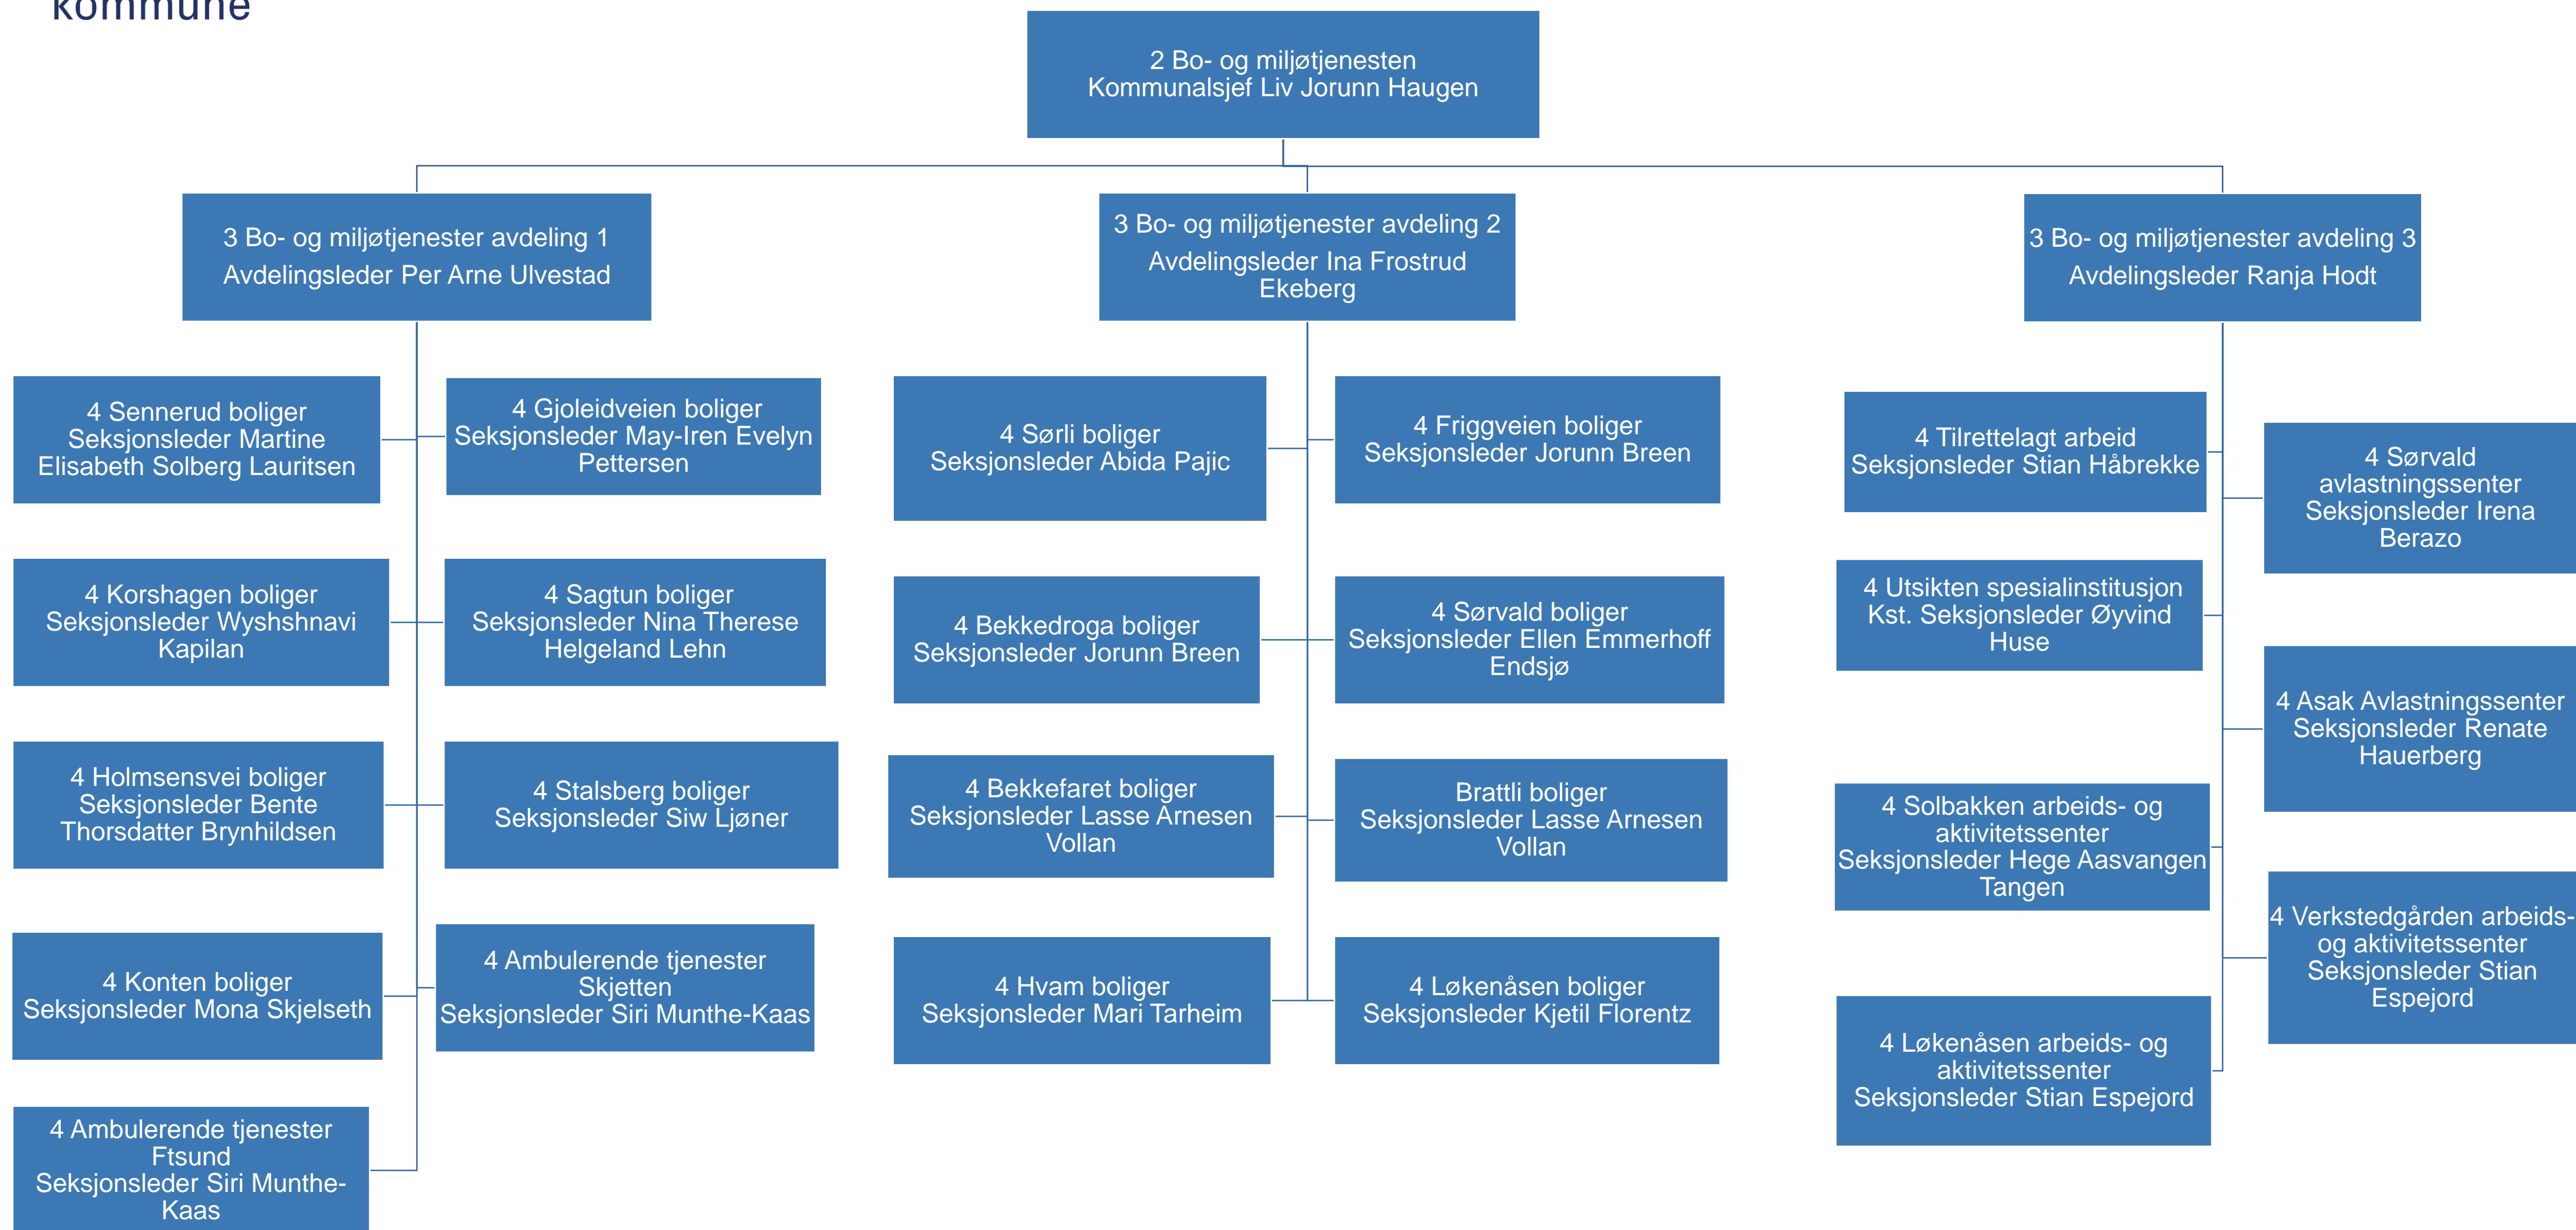 kommune
2 Bo- og miljøtjenesten
Kommunalsjef Liv Jorunn Haugen
3 Bo- og miljøtjenester avdeling 1
Avdelingsleder Per Arne Ulvestad
3 Bo- og miljøtjenester avdeling 2
Avdelingsleder Ina Frostrud
Ekeberg
3 Bo- og miljøtjenester avdeling 3
Avdelingsleder Ranja Hodt
4 Sennerud boliger
Seksjonsleder Martine
Elisabeth Solberg Lauritsen
4 Gjoleidveien boliger
Seksjonsleder May-Iren Evelyn
Pettersen
4 Korshagen boliger
Seksjonsleder Wyshshnavi
Kapilan
4 Sagtun boliger
Seksjonsleder Nina Therese
Helgeland Lehn
4 Holmsensvei boliger
Seksjonsleder Bente
Thorsdatter Brynhildsen
4 Stalsberg boliger
Seksjonsleder Siw Ljøner
4 Konten boliger
Seksjonsleder Mona Skjelseth
4 Ambulerende tjenester
Skjetten
Seksjonsleder Siri Munthe-Kaas
4 Ambulerende tjenester
Ftsund
Seksjonsleder Siri Munthe-
Kaas
4 Sørli boliger
Seksjonsleder Abida Pajic
4 Friggveien boliger
Seksjonsleder Jorunn Breen
4 Bekkedroga boliger
Seksjonsleder Jorunn Breen
4 Sørvald boliger
Seksjonsleder Ellen Emmerhoff
Endsjø
4 Bekkefaret boliger
Seksjonsleder Lasse Arnesen
Vollan
Brattli boliger
Seksjonsleder Lasse Arnesen
Vollan
4 Hvam boliger
Seksjonsleder Mari Tarheim
4 Løkenåsen boliger
Seksjonsleder Kjetil Florentz
4 Tilrettelagt arbeid
Seksjonsleder Stian Håbrekke
4 Sørvald
avlastningssenter
Seksjonsleder Irena
Berazo
4 Utsikten spesialinstitusjon
Kst. Seksjonsleder Øyvind
Huse
4 Asak Avlastningssenter
Seksjonsleder Renate
Hauerberg
4 Solbakken arbeids- og
aktivitetssenter
Seksjonsleder Hege Aasvangen
Tangen
4 Verkstedgården arbeids-
og aktivitetssenter
Seksjonsleder Stian
Espejord
4 Løkenåsen arbeids- og
aktivitetssenter
Seksjonsleder Stian Espejord